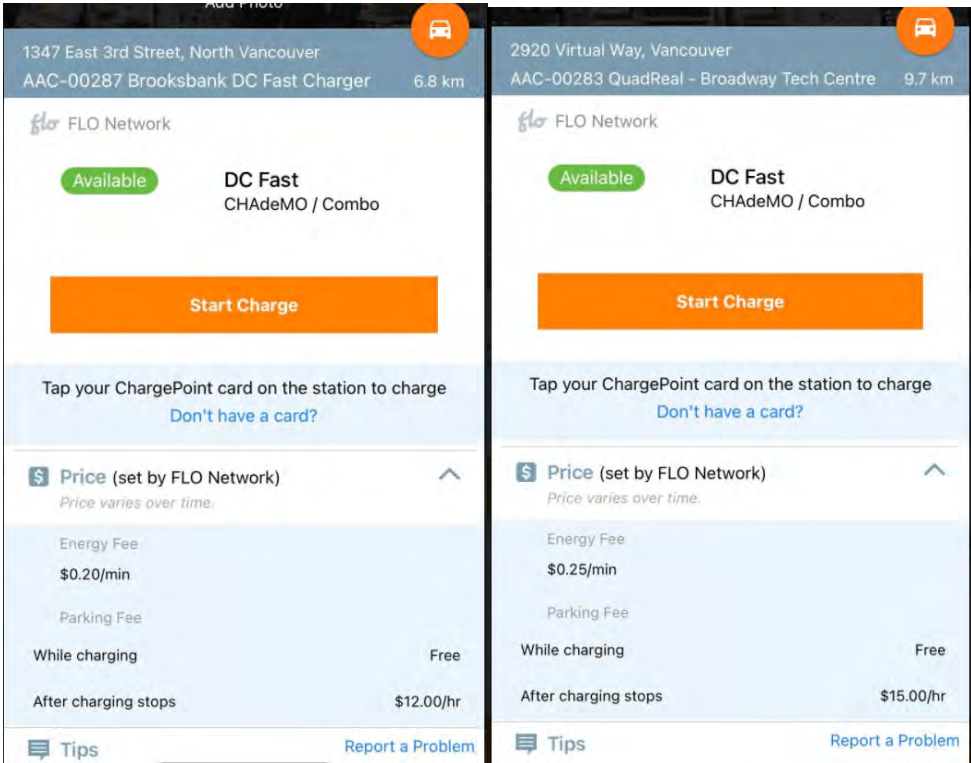 Add Photo
1347 East 3rd Street, North Vancouver
AAC-00287 Brooksbank DC Fast Charger 6.8 km
flo FLO Network
Available DC Fast
CHAdeMO / Combo
Start Charge
Tap your ChargePoint card on the station to charge
Don't have a card?
$ Price (set by FLO Network)
Price varies over time.
Energy Fee
$0.20/min
Parking Fee
While charging Free
After charging stops $12.00/hr
Tips Report a Problem
2920 Virtual Way, Vancouver
AAC-00283 QuadReal - Broadway Tech Centre 9.7 km
flo FLO Network
Available DC Fast
CHAdeMO / Combo
Start Charge
Tap your ChargePoint card on the station to charge
Don't have a card?
$ Price (set by FLO Network)
Price varies over time.
Energy Fee
$0.25/min
Parking Fee
While charging Free
After charging stops $15.00/hr
Tips Report a Problem